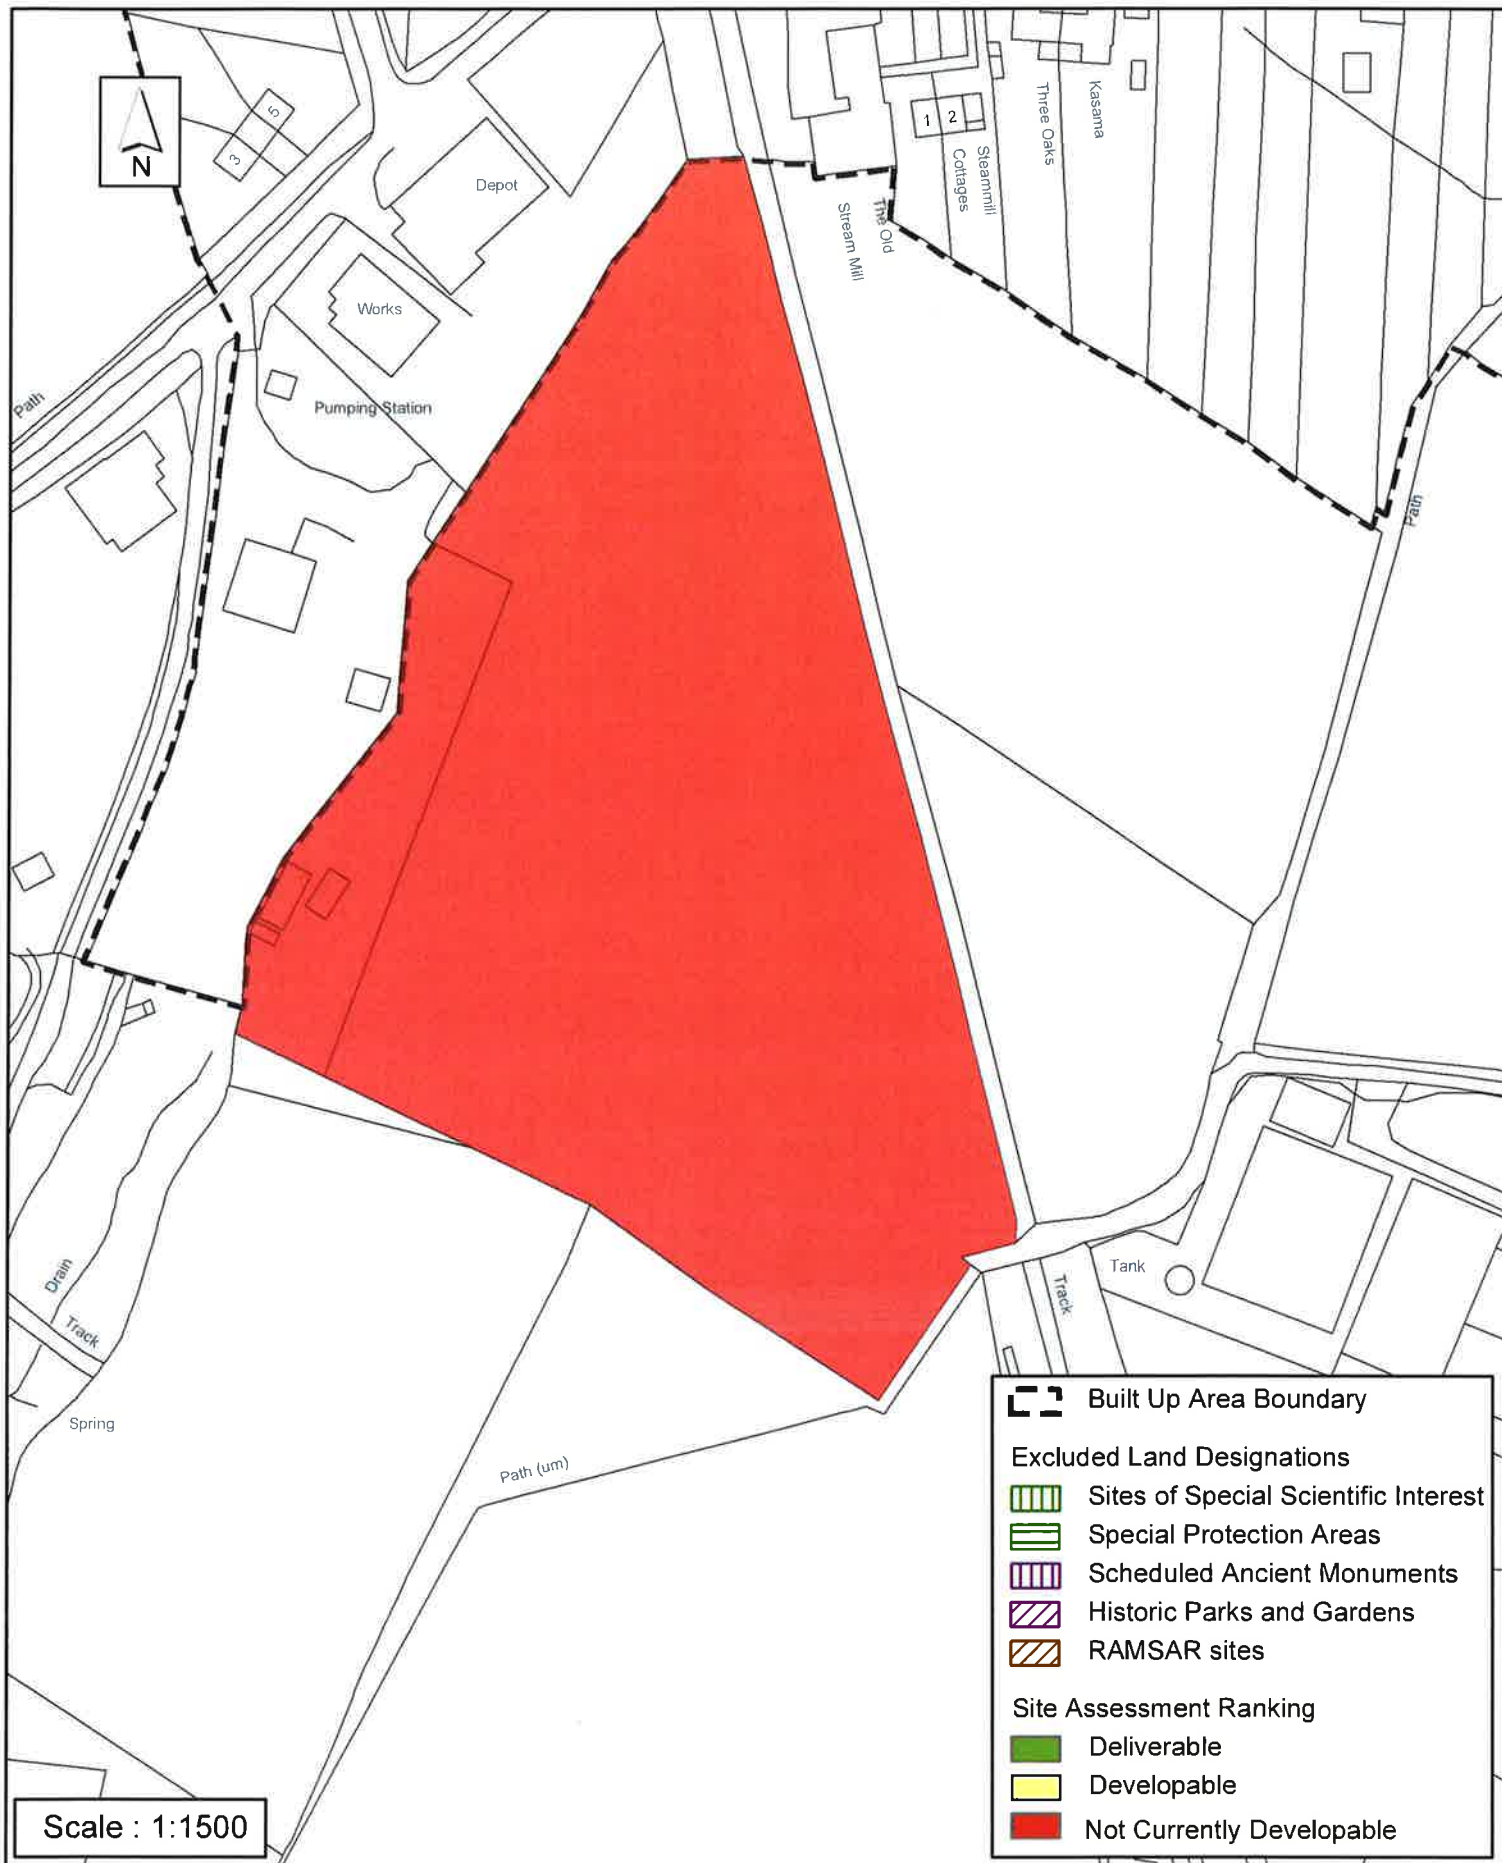 N
3
5
Depot
Works
Pumping Station
Path
1
2
Steammill
Cottages
Three Oaks
Kasama
The Old
Stream Mill
Path
Drain
Track
Spring
Path (um)
Track
Tank
Built Up Area Boundary
Excluded Land Designations
Sites of Special Scientific Interest
Special Protection Areas
Scheduled Ancient Monuments
Historic Parks and Gardens
RAMSAR sites
Site Assessment Ranking
Deliverable
Developable
Not Currently Developable
Scale : 1:1500